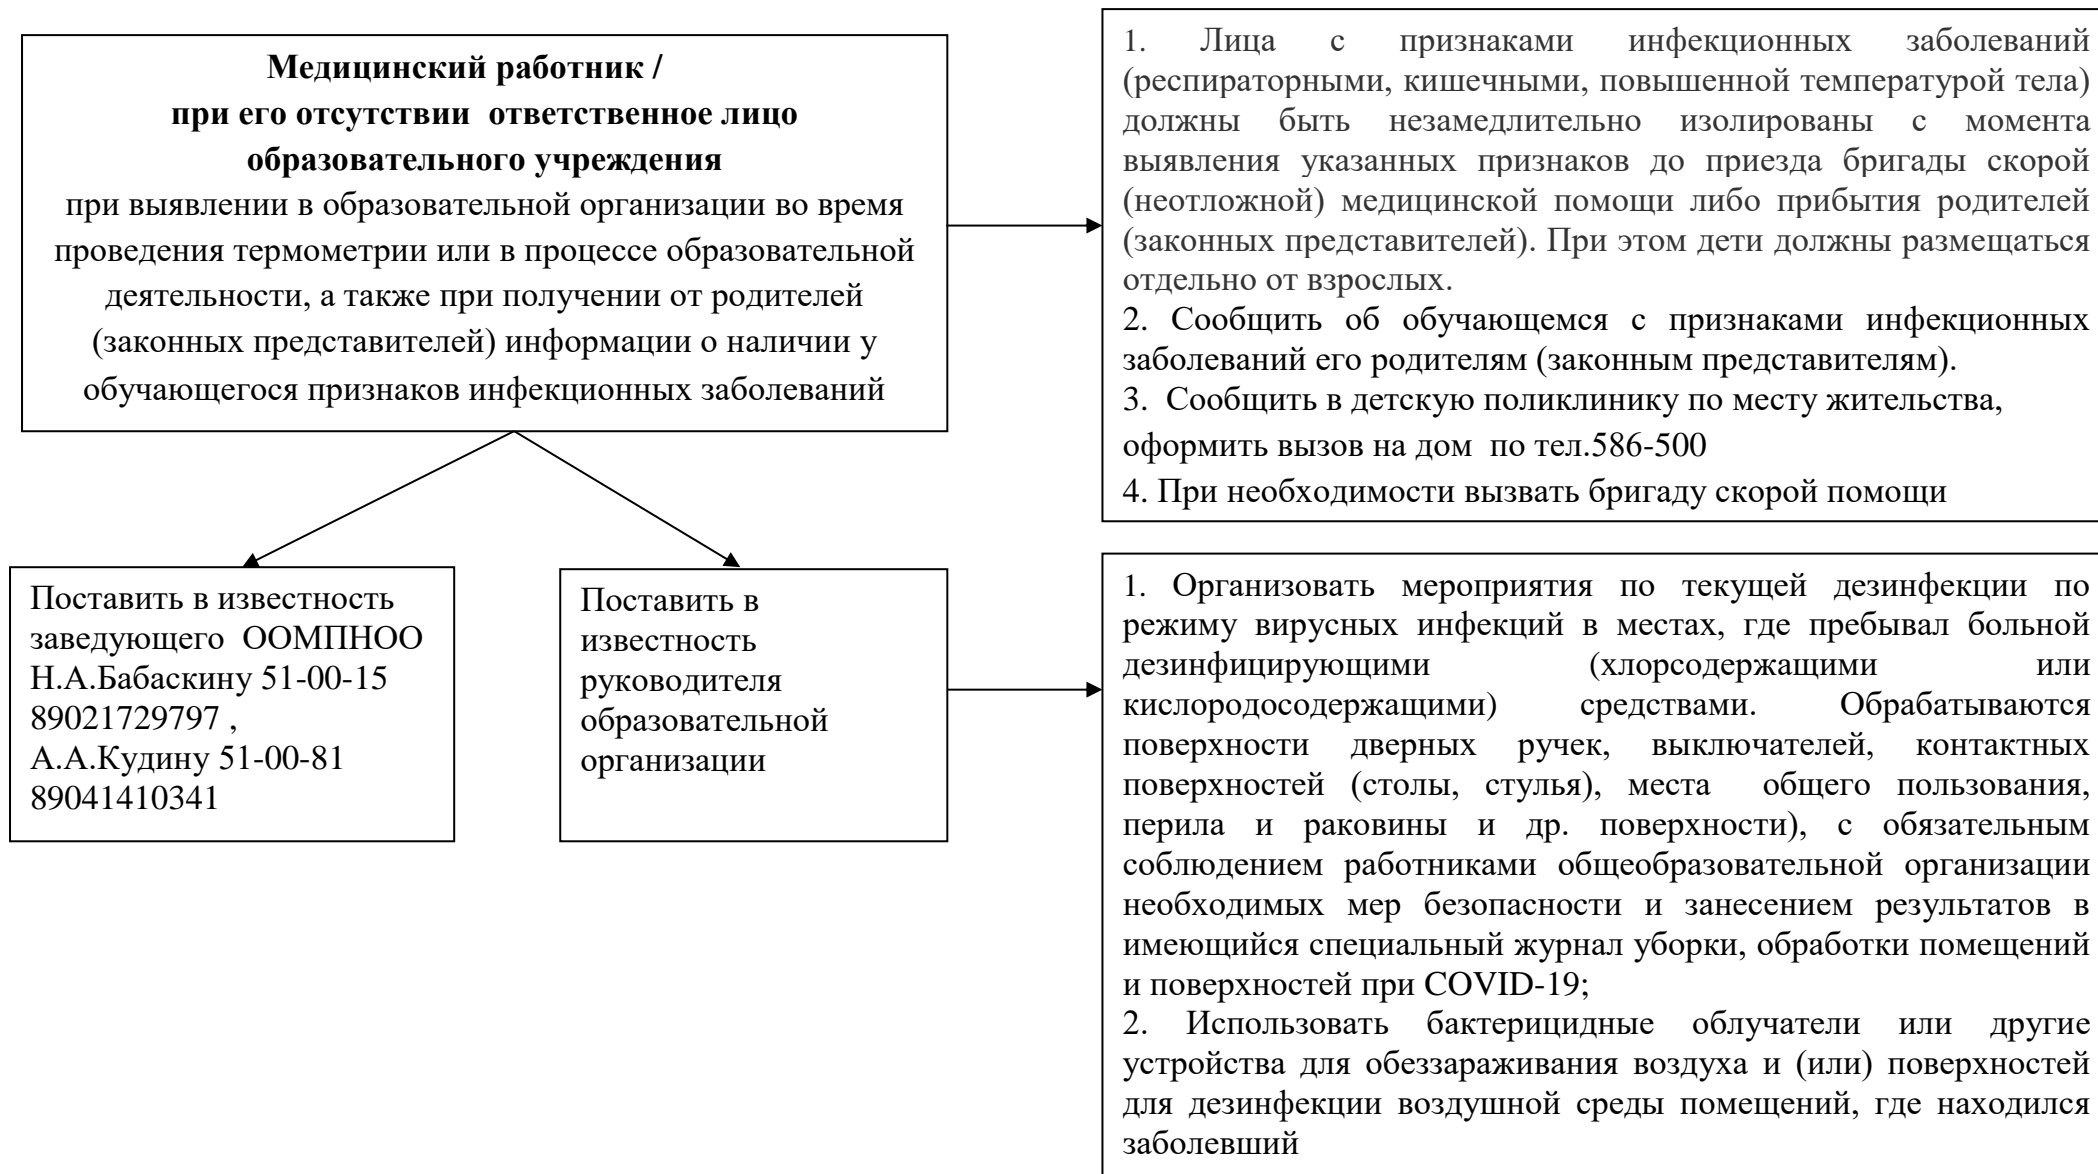 Медицинский работник /
при его отсутствии ответственное лицо
образовательного учреждения
при выявлении в образовательной организации во время
проведения термометрии или в процессе образовательной
деятельности, а также при получении от родителей
(законных представителей) информации о наличии у
обучающегося признаков инфекционных заболеваний
1. Лица с признаками инфекционных заболеваний
(респираторными, кишечными, повышенной температурой тела)
должны быть незамедлительно изолированы с момента
выявления указанных признаков до приезда бригады скорой
(неотложной) медицинской помощи либо прибытия родителей
(законных представителей). При этом дети должны размещаться
отдельно от взрослых.
2. Сообщить об обучающемся с признаками инфекционных
заболеваний его родителям (законным представителям).
3. Сообщить в детскую поликлинику по месту жительства,
оформить вызов на дом по тел.586-500
4. При необходимости вызвать бригаду скорой помощи
Поставить в известность
заведующего ООМПНОО
Н.А.Бабаскину 51-00-15
89021729797 ,
А.А.Кудину 51-00-81
89041410341
Поставить в
известность
руководителя
образовательной
организации
1. Организовать мероприятия по текущей дезинфекции по
режиму вирусных инфекций в местах, где пребывал больной
дезинфицирующими (хлорсодержащими или
кислородосодержащими) средствами. Обрабатываются
поверхности дверных ручек, выключателей, контактных
поверхностей (столы, стулья), места общего пользования,
перила и раковины и др. поверхности), с обязательным
соблюдением работниками общеобразовательной организации
необходимых мер безопасности и занесением результатов в
имеющийся специальный журнал уборки, обработки помещений
и поверхностей при COVID-19;
2. Использовать бактерицидные облучатели или другие
устройства для обеззараживания воздуха и (или) поверхностей
для дезинфекции воздушной среды помещений, где находился
заболевший